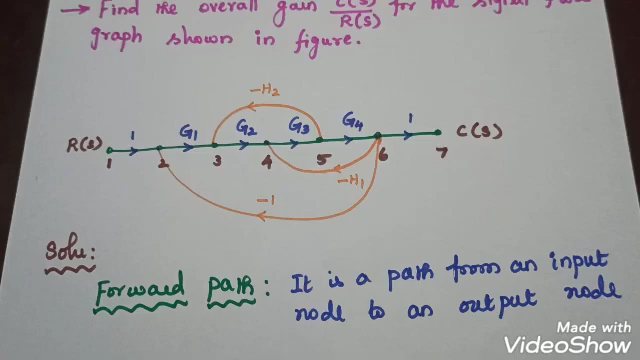 → Find the overall gain C(S)/R(S) for the signal flow
graph shown in figure.
-H2
R(s) 1 G1 G2 G3 G4 1 C(s)
1 2 3 4 5 6 7
-H1
-1
Solu:
Forward path: It is a path from an input
node to an output node
Made with
VideoShow